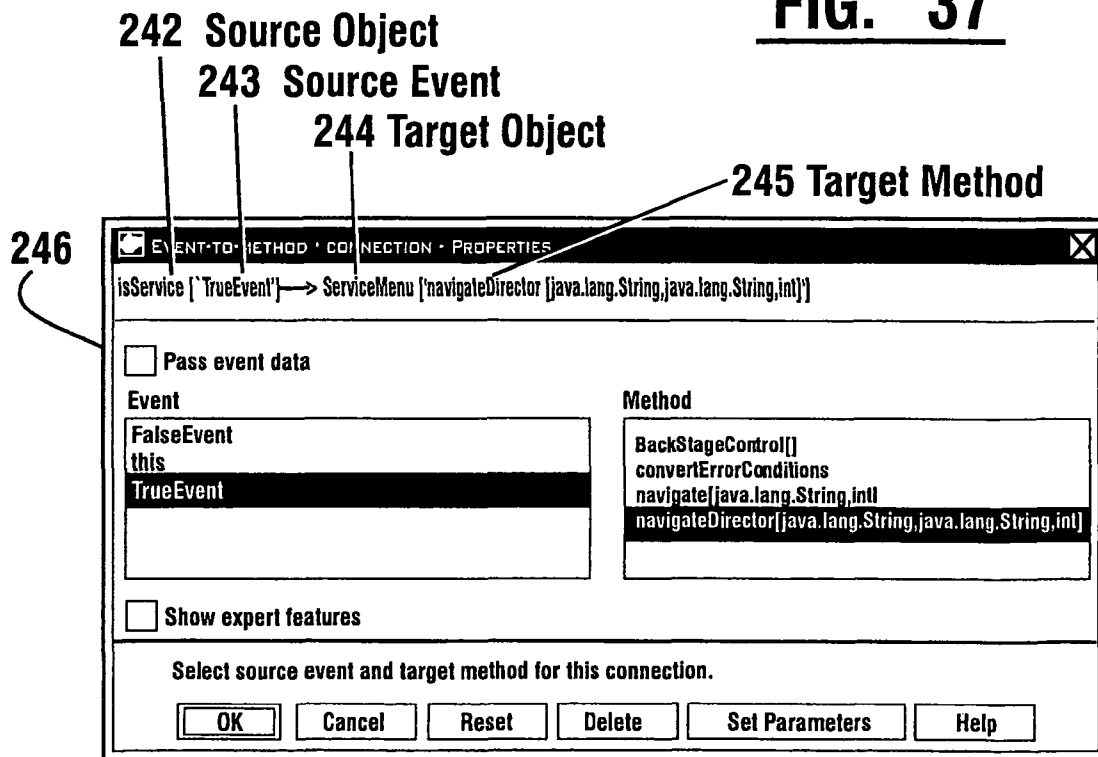 FIG. 37
242 Source Object
243 Source Event
244 Target Object
245 Target Method
246
EVENT-TO-METHOD · CONNECTION · PROPERTIES
isService [`TrueEvent'] ---> ServiceMenu ['navigateDirector [java.lang.String,java.lang.String,int]']
Pass event data
Event
FalseEvent
this
TrueEvent
Method
BackStageControl[]
convertErrorConditions
navigate[java.lang.String,int]
navigateDirector[java.lang.String,java.lang.String,int]
Show expert features
Select source event and target method for this connection.
OK Cancel Reset Delete Set Parameters Help